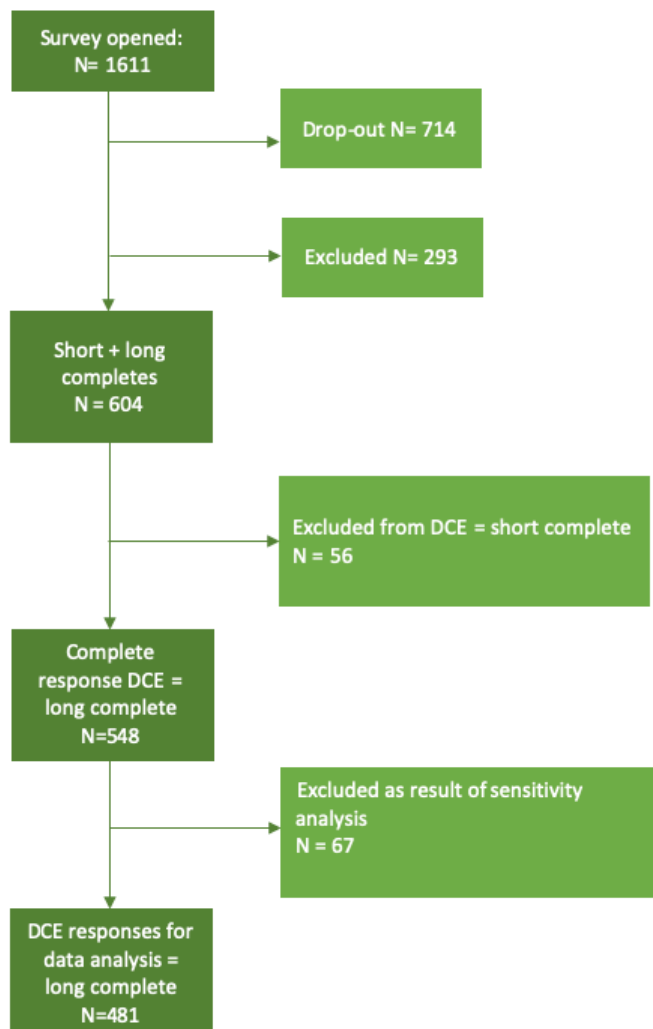 Survey opened:
N= 1611
Drop-out N= 714
Excluded N= 293
Short + long
completes
N = 604
Excluded from DCE = short complete
N = 56
Complete
response DCE =
long complete
N=548
Excluded as result of sensitivity
analysis
N = 67
DCE responses for
data analysis =
long complete
N=481